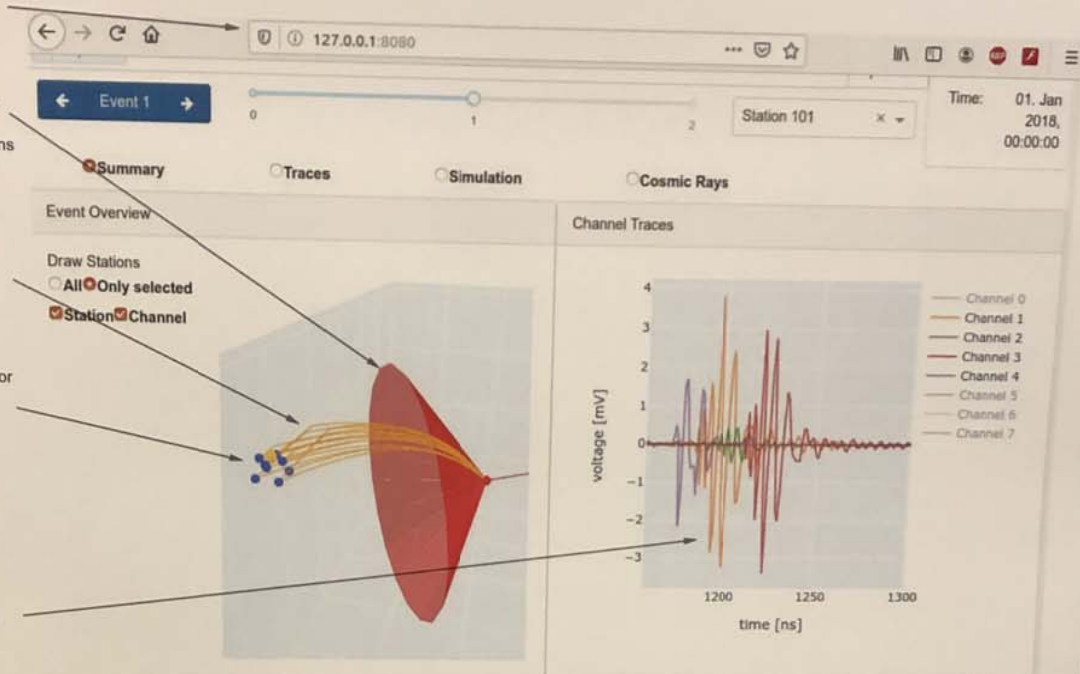 127.0.0.1:8080
Event 1
0
1
2
Station 101
Time: 01. Jan
2018,
00:00:00
Summary
Traces
Simulation
Cosmic Rays
Event Overview
Channel Traces
Draw Stations
All Only selected
Station Channel
4
3
2
1
0
−1
−2
−3
voltage [mV]
1200
1250
1300
time [ns]
Channel 0
Channel 1
Channel 2
Channel 3
Channel 4
Channel 5
Channel 6
Channel 7
ns
or
ABP